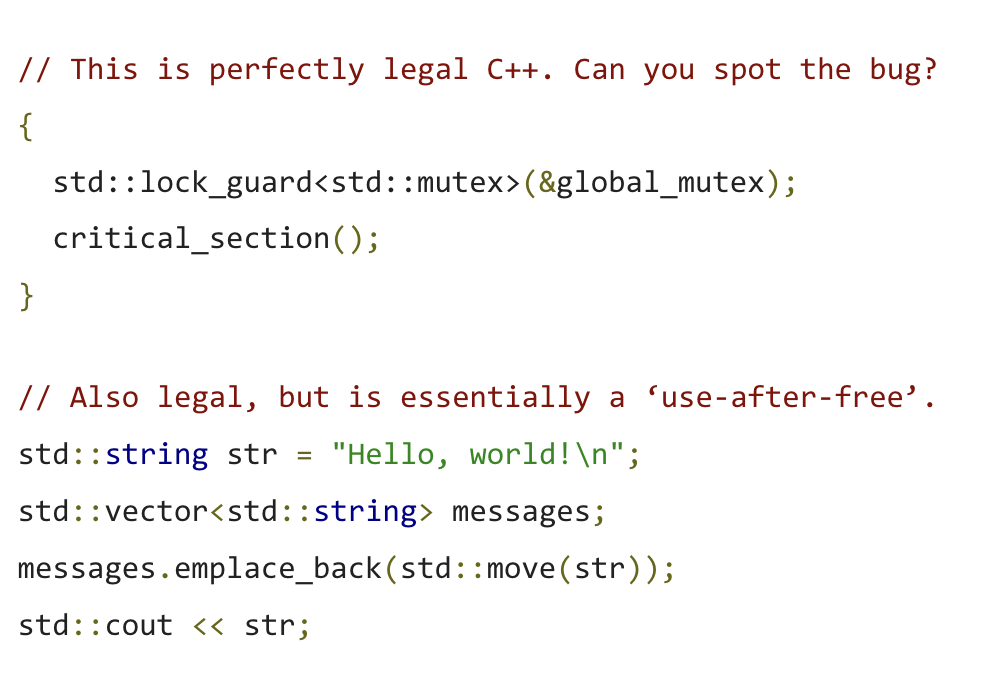 // This is perfectly legal C++. Can you spot the bug?
{
  std::lock_guard<std::mutex>(&global_mutex);
  critical_section();
}
// Also legal, but is essentially a ‘use-after-free’.
std::string str = "Hello, world!\n";
std::vector<std::string> messages;
messages.emplace_back(std::move(str));
std::cout << str;